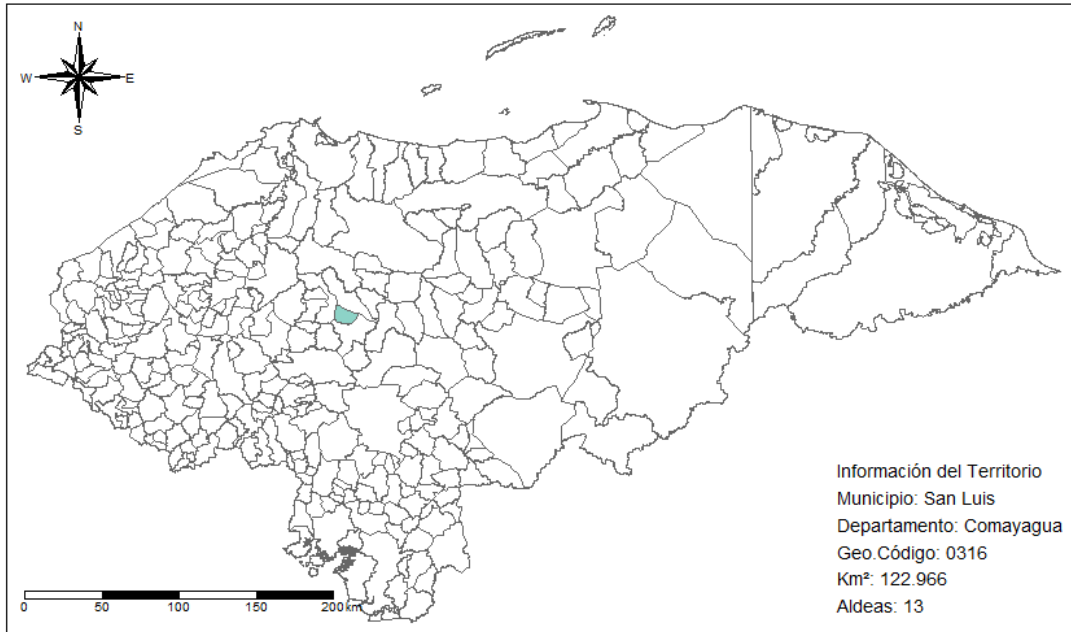 N
W E
S
Información del Territorio
Municipio: San Luis
Departamento: Comayagua
Geo.Código: 0316
Km²: 122.966
Aldeas: 13
0 50 100 150 200 km